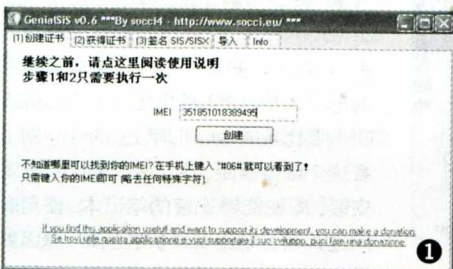 GenialSiS v0.6 ***By socci4 - http://www.socci.eu/ ***
(1)创建证书 (2)获得证书 (3)签名 SIS/SISX 导入 Info
继续之前，请点这里阅读使用说明
步骤1和2只需要执行一次
IMEI 351851018389495
创建
不知道哪里可以找到你的IMEI?在手机上键入 *#06# 就可以看到了!
只需键入你的IMEI即可 (略去任何特殊字符).
If you find this application useful and want to support its development, you can make a donation.
Se trovi utile questa applicazione e vuoi supportare il suo sviluppo, puoi fare una donazione.
❶